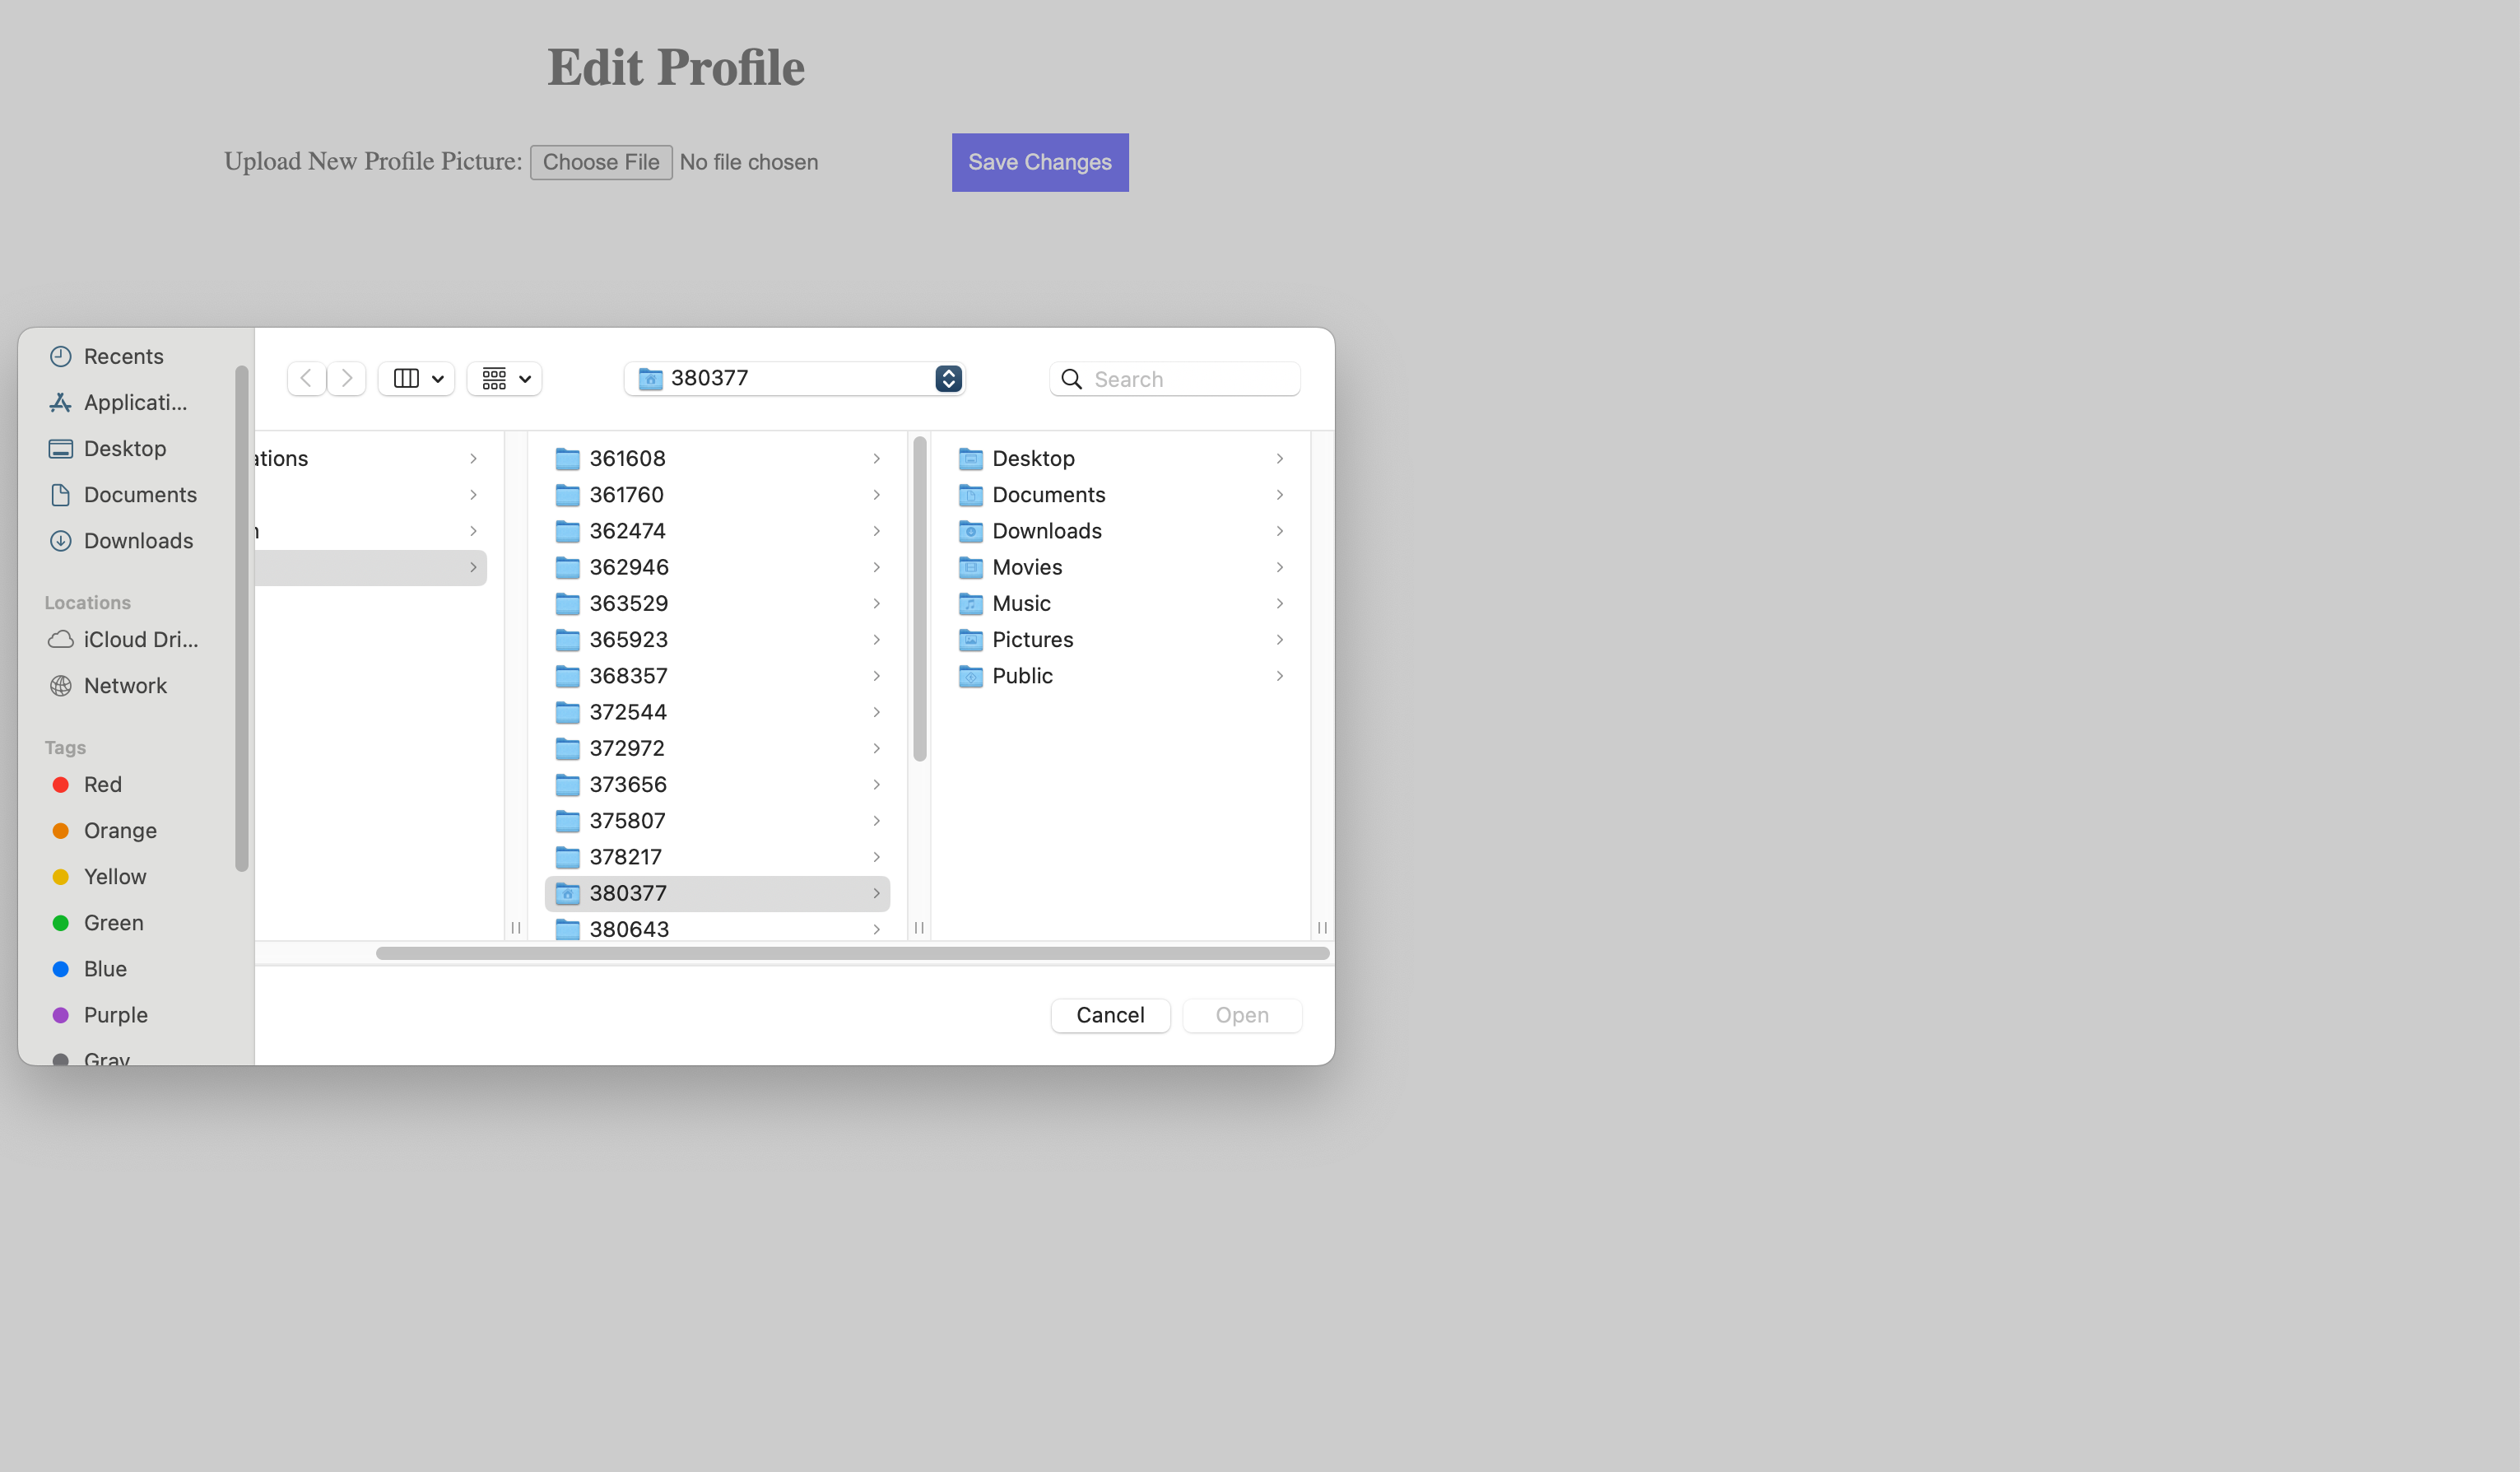 Edit Profile
Upload New Profile Picture: Choose File No file chosen
Save Changes
Recents
Applicati...
Desktop
Documents
Downloads
Locations
iCloud Dri...
Network
Tags
Red
Orange
Yellow
Green
Blue
Purple
Gray
380377
Search
ations
361608
361760
362474
362946
363529
365923
368357
372544
372972
373656
375807
378217
380377
380643
Desktop
Documents
Downloads
Movies
Music
Pictures
Public
Cancel
Open